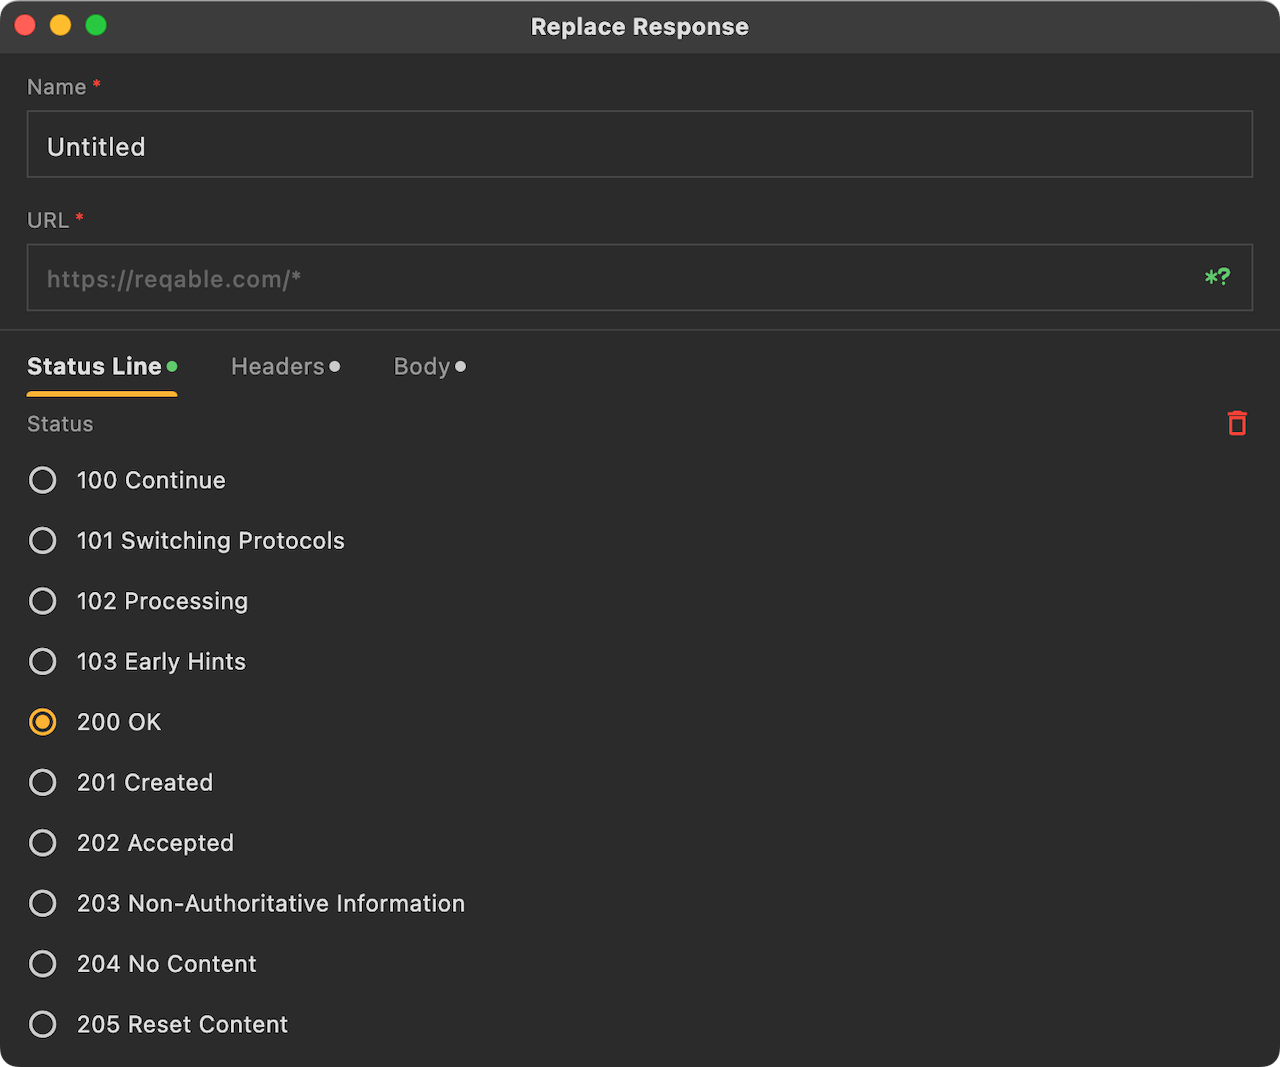 Replace Response
Name *
Untitled
URL *
https://reqable.com/*
*?
Status Line Headers Body
Status
100 Continue
101 Switching Protocols
102 Processing
103 Early Hints
200 OK
201 Created
202 Accepted
203 Non-Authoritative Information
204 No Content
205 Reset Content